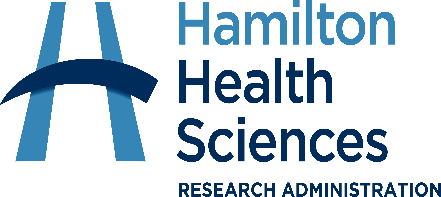 Hamilton
Health
Sciences
RESEARCH ADMINISTRATION